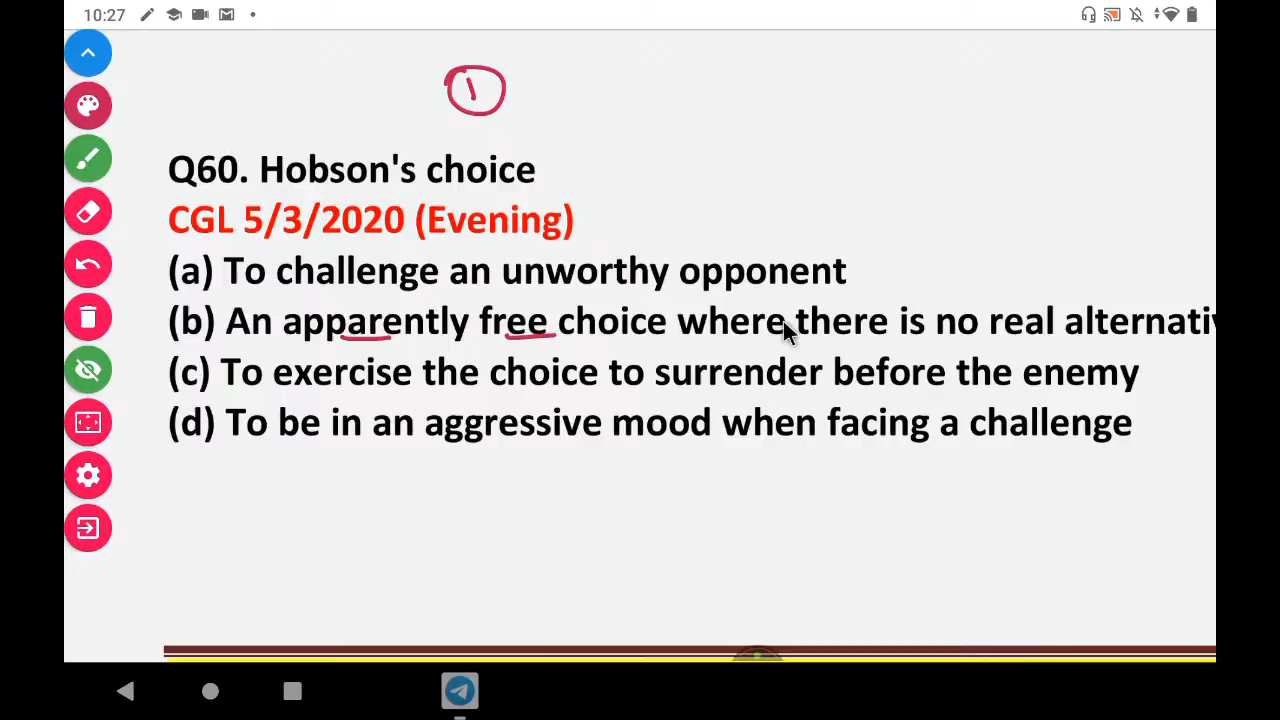 10:27
1
Q60. Hobson's choice
CGL 5/3/2020 (Evening)
(a) To challenge an unworthy opponent
(b) An apparently free choice where there is no real alternativ
(c) To exercise the choice to surrender before the enemy
(d) To be in an aggressive mood when facing a challenge